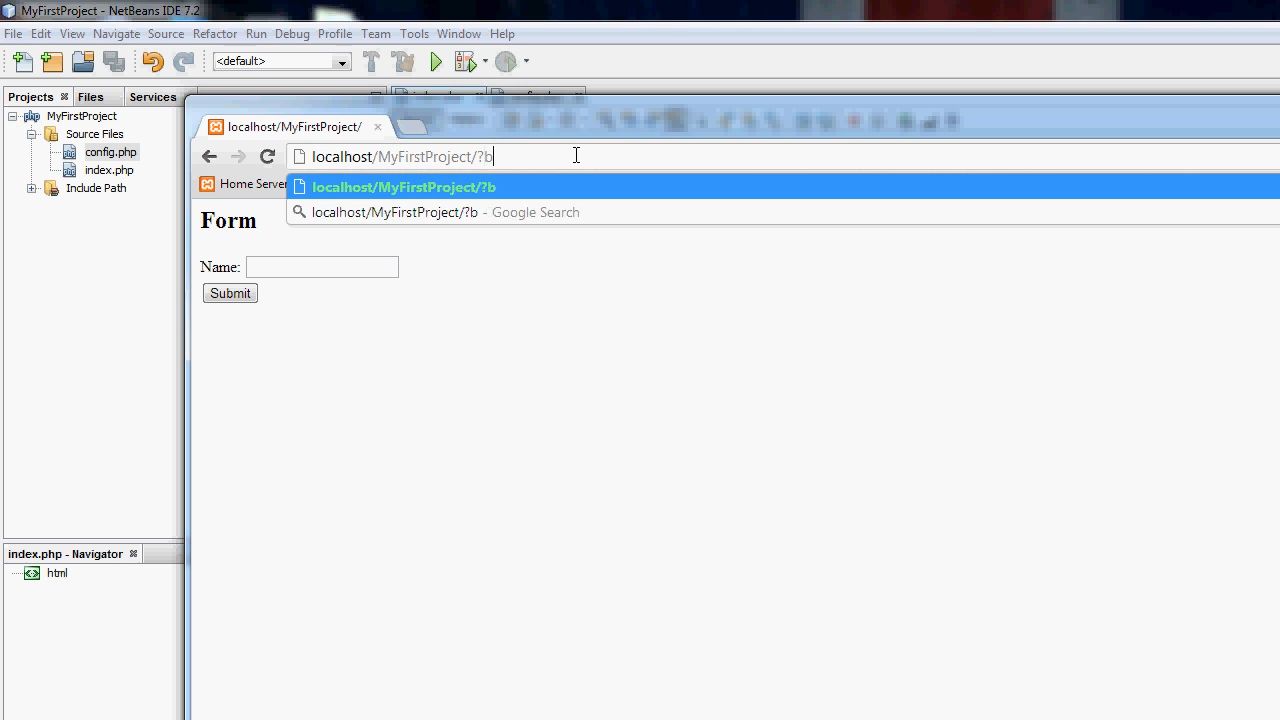 MyFirstProject - NetBeans IDE 7.2
File Edit View Navigate Source Refactor Run Debug Profile Team Tools Window Help
<default>
Projects Files Services
MyFirstProject
Source Files
config.php
index.php
Include Path
index.php - Navigator
html
localhost/MyFirstProject/
localhost/MyFirstProject/?b
Home Server
localhost/MyFirstProject/?b
localhost/MyFirstProject/?b - Google Search
Form
Name:
Submit